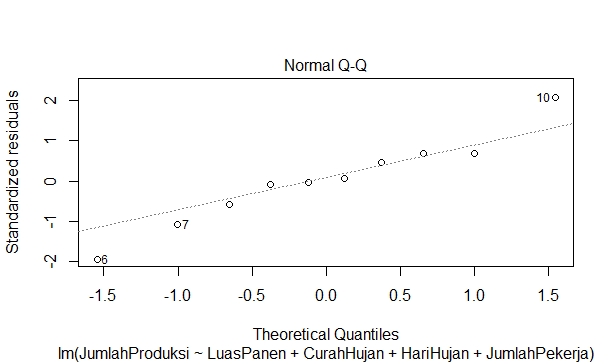 Normal Q-Q
Standardized residuals
2
1
0
-1
-2
10
7
6
-1.5 -1.0 -0.5 0.0 0.5 1.0 1.5
Theoretical Quantiles
lm(JumlahProduksi ~ LuasPanen + CurahHujan + HariHujan + JumlahPekerja)